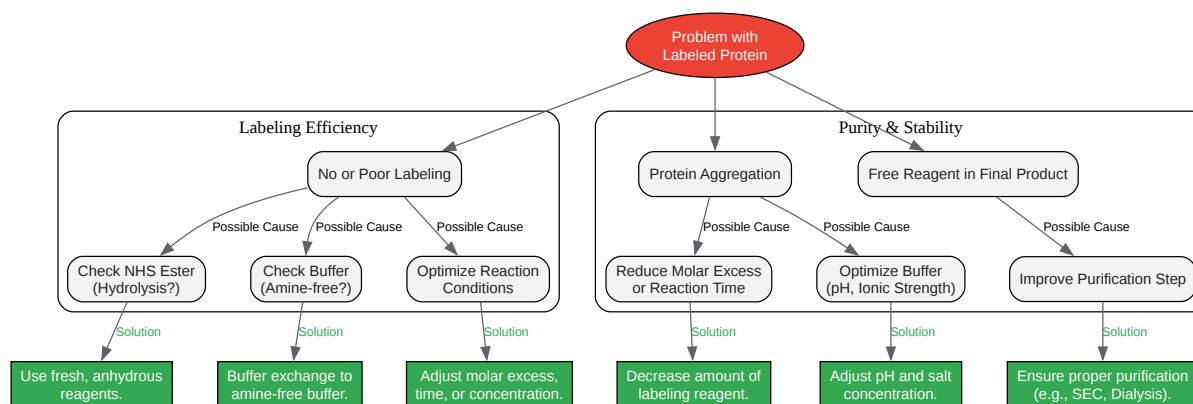 Problem with
Labeled Protein
Labeling Efficiency
Purity & Stability
No or Poor Labeling
Protein Aggregation
Free Reagent in Final Product
Possible Cause
Possible Cause
Possible Cause
Possible Cause
Possible Cause
Possible Cause
Check NHS Ester
(Hydrolysis?)
Check Buffer
(Amine-free?)
Optimize Reaction
Conditions
Reduce Molar Excess
or Reaction Time
Optimize Buffer
(pH, Ionic Strength)
Improve Purification Step
Solution
Solution
Solution
Solution
Solution
Solution
Use fresh, anhydrous
reagents.
Buffer exchange to
amine-free buffer.
Adjust molar excess,
time, or concentration.
Decrease amount of
labeling reagent.
Adjust pH and salt
concentration.
Ensure proper purification
(e.g., SEC, Dialysis).